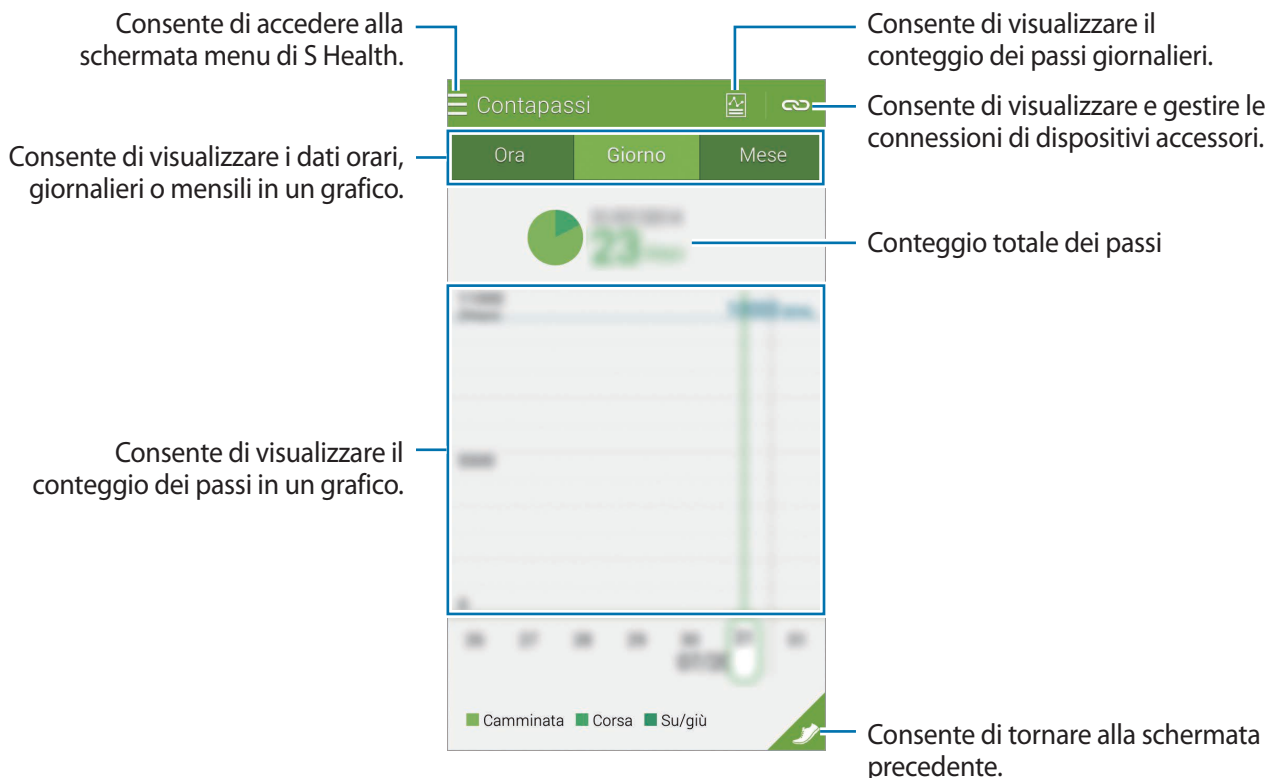 Consente di accedere alla
schermata menu di S Health.
Consente di visualizzare il
conteggio dei passi giornalieri.
Contapassi
Consente di visualizzare e gestire le
connessioni di dispositivi accessori.
Consente di visualizzare i dati orari,
giornalieri o mensili in un grafico.
Ora Giorno Mese
23
Conteggio totale dei passi
Consente di visualizzare il
conteggio dei passi in un grafico.
Camminata Corsa Su/giù
Consente di tornare alla schermata
precedente.